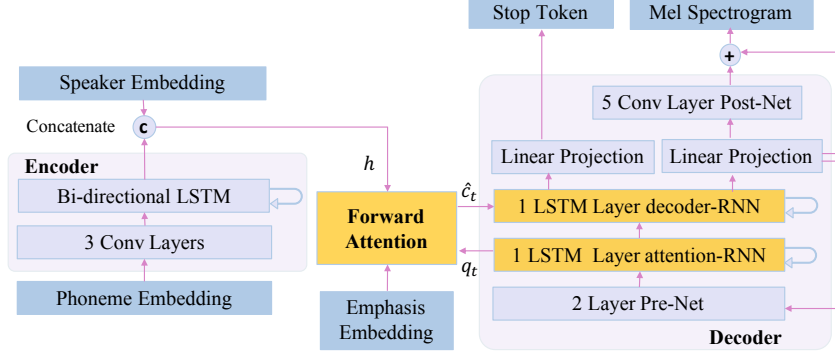 Stop Token
Mel Spectrogram
+
Speaker Embedding
5 Conv Layer Post-Net
Concatenate
c
Encoder
h
Linear Projection
Linear Projection
Bi-directional LSTM
ĉₜ
1 LSTM Layer decoder-RNN
Forward
Attention
3 Conv Layers
qₜ
1 LSTM Layer attention-RNN
Phoneme Embedding
Emphasis
Embedding
2 Layer Pre-Net
Decoder